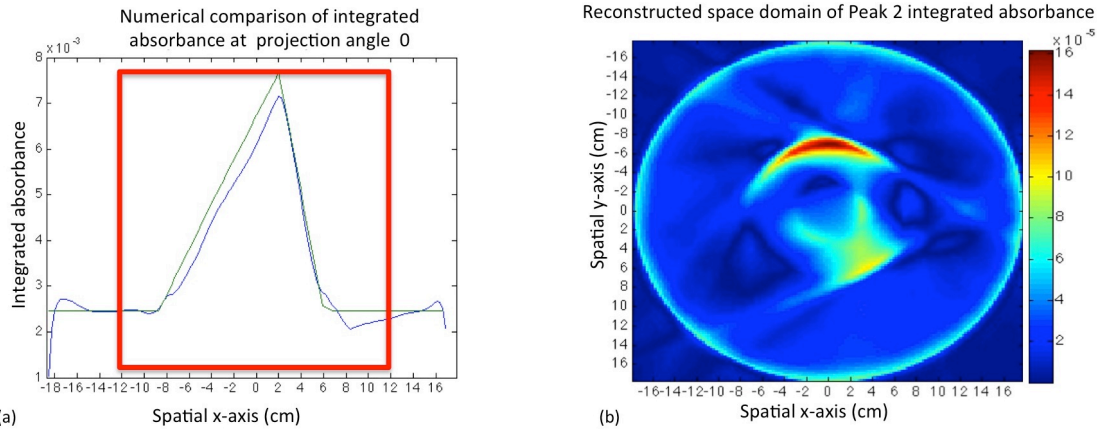 Numerical comparison of integrated
absorbance at projection angle 0
x 10⁻³
8
7
6
5
4
3
2
1
Integrated absorbance
-18 -16 -14 -12 -10 -8 -6 -4 -2 0 2 4 6 8 10 12 14 16
(a)
Spatial x-axis (cm)
Reconstructed space domain of Peak 2 integrated absorbance
x 10⁻⁵
-16
-14
-12
-10
-8
-6
-4
-2
0
2
4
6
8
10
12
14
16
Spatial y-axis (cm)
-16 -14 -12 -10 -8 -6 -4 -2 0 2 4 6 8 10 12 14 16
16
14
12
10
8
6
4
2
(b)
Spatial x-axis (cm)